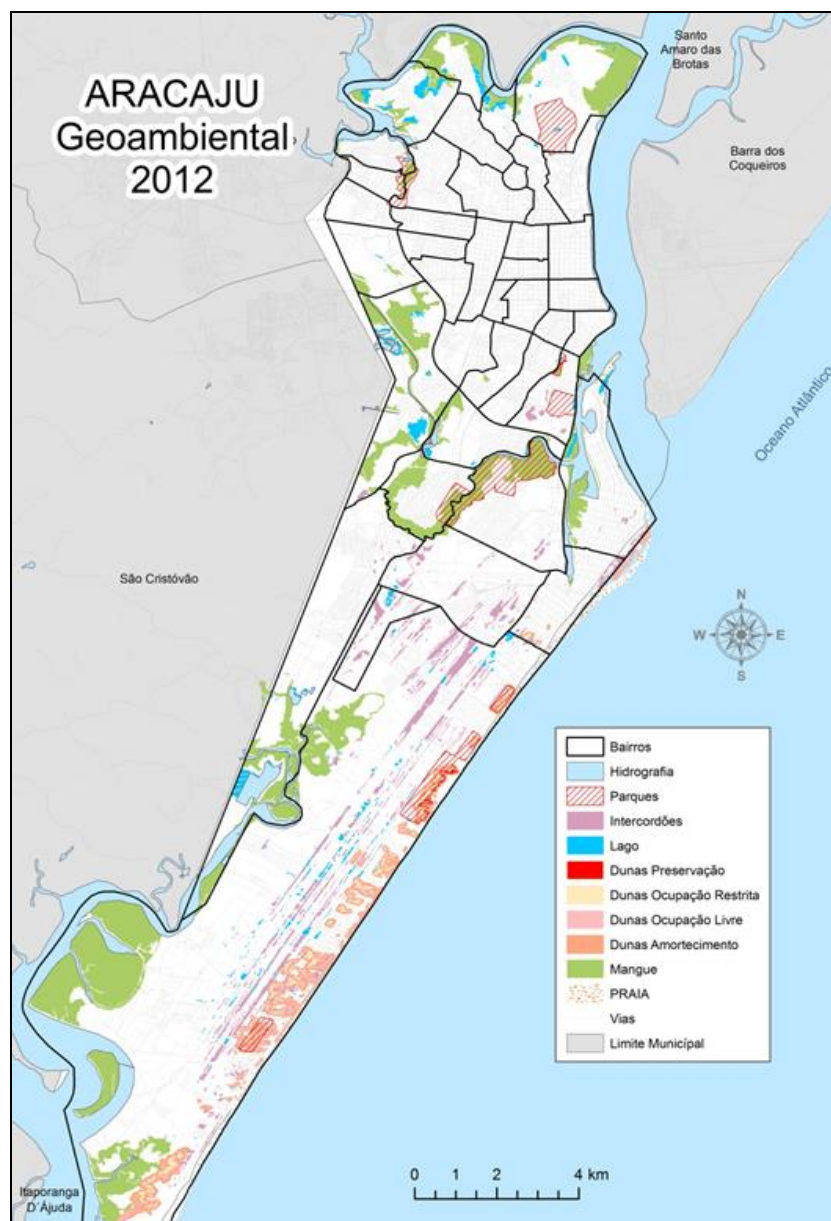 ARACAJU
Geoambiental
2012
Santo
Amaro das
Brotas
Barra dos
Coqueiros
Oceano Atlântico
São Cristóvão
N
W
E
S
Bairros
Hidrografia
Parques
Intercordões
Lago
Dunas Preservação
Dunas Ocupação Restrita
Dunas Ocupação Livre
Dunas Amortecimento
Mangue
PRAIA
Vias
Limite Municípal
0 1 2 4 km
Itaporanga
D´Ájuda